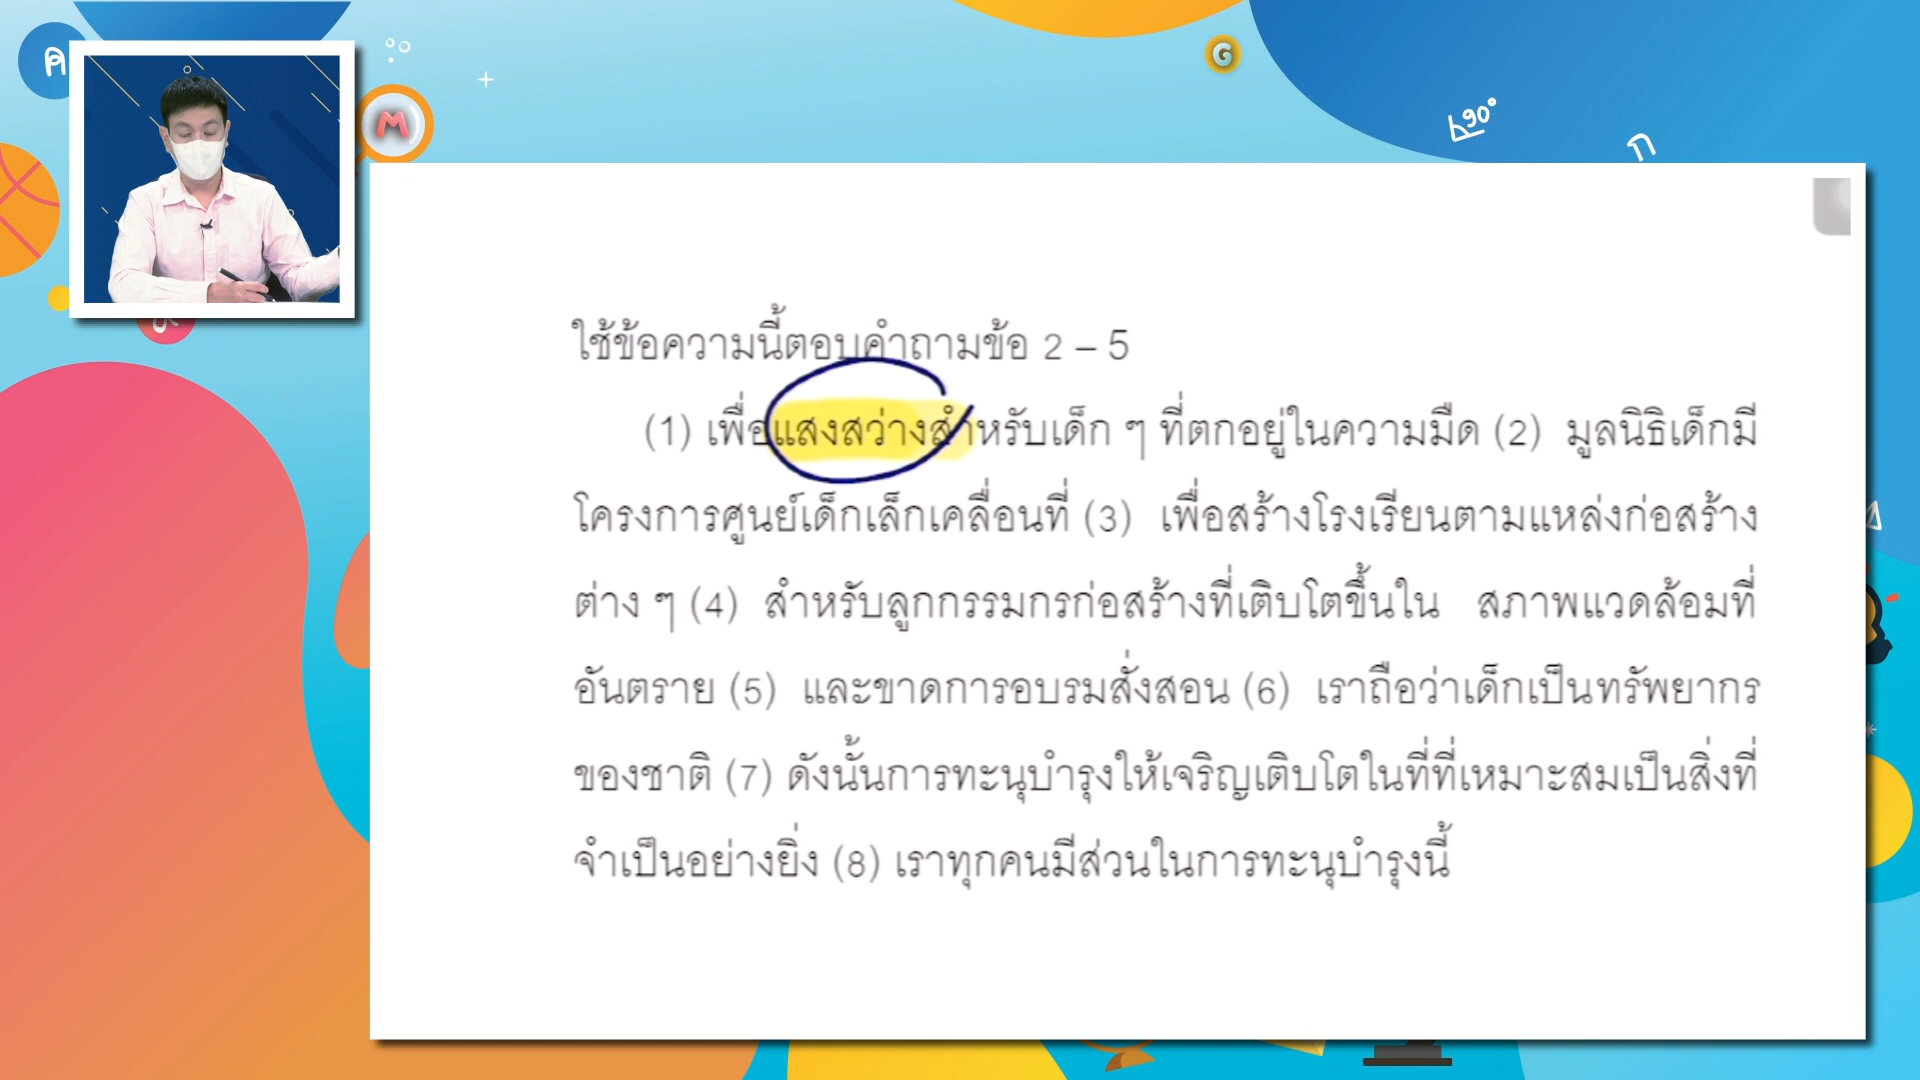 ค
M
G
90°
ก
ใช้ข้อความนี้ตอบคำถามข้อ 2 – 5
(1) เพื่อแสงสว่างสำหรับเด็ก ๆ ที่ตกอยู่ในความมืด (2) มูลนิธิเด็กมี
โครงการศูนย์เด็กเล็กเคลื่อนที่ (3) เพื่อสร้างโรงเรียนตามแหล่งก่อสร้าง
ต่าง ๆ (4) สำหรับลูกกรรมกรก่อสร้างที่เติบโตขึ้นใน สภาพแวดล้อมที่
อันตราย (5) และขาดการอบรมสั่งสอน (6) เราถือว่าเด็กเป็นทรัพยากร
ของชาติ (7) ดังนั้นการทะนุบำรุงให้เจริญเติบโตในที่ที่เหมาะสมเป็นสิ่งที่
จำเป็นอย่างยิ่ง (8) เราทุกคนมีส่วนในการทะนุบำรุงนี้